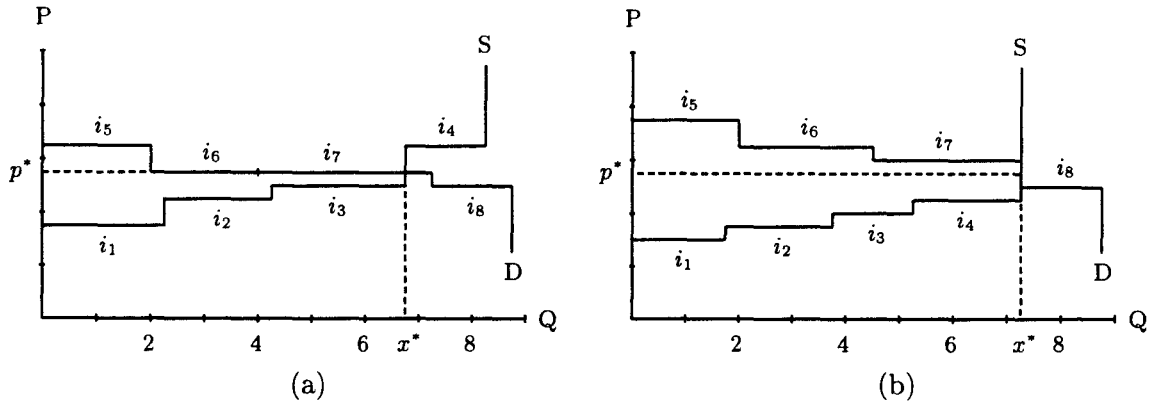 P
S
i₅
i₆
i₇
i₄
p*
i₁
i₂
i₃
i₈
D
2 4 6 x* 8 Q
(a)
P
S
i₅
i₆
i₇
p*
i₈
i₁
i₂
i₃
i₄
D
2 4 6 x* 8 Q
(b)